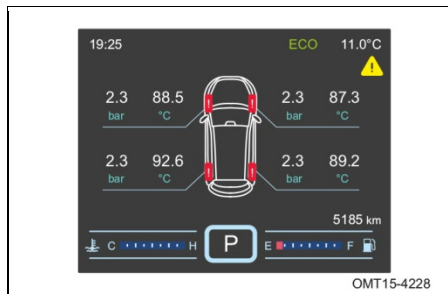 19:25 ECO 11.0°C
2.3 88.5 2.3 87.3
bar °C bar °C
2.3 92.6 2.3 89.2
bar °C bar °C
5185 km
C H P E F
OMT15-4228